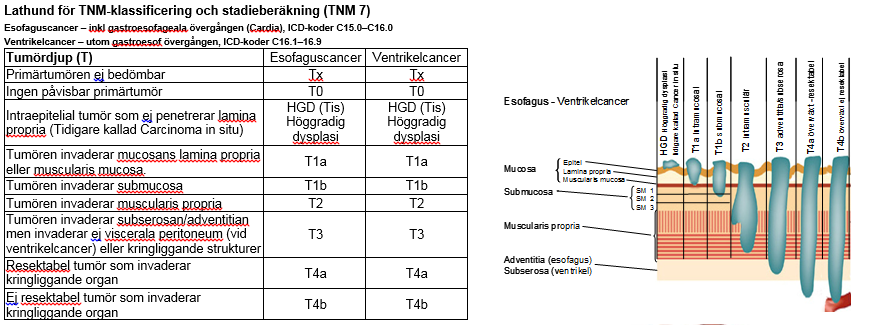 Lathund för TNM-klassificering och stadieberäkning (TNM 7)
Esofaguscancer – inkl gastroesofageala övergången (Cardia), ICD-koder C15.0–C16.0
Ventrikelcancer – utom gastroesof övergången, ICD-koder C16.1–16.9
Tumördjup (T) Esofaguscancer Ventrikelcancer
Primärtumören ej bedömbar Tx Tx
Ingen påvisbar primärtumör T0 T0
Intraepitelial tumör som ej penetrerar lamina
propria (Tidigare kallad Carcinoma in situ)
HGD (Tis)
Höggradig
dysplasi
HGD (Tis)
Höggradig
dysplasi
Tumören invaderar mucosans lamina propria
eller muscularis mucosa
T1a T1a
Tumören invaderar submucosa T1b T1b
Tumören invaderar muscularis propria T2 T2
Tumören invaderar subserosan/adventitian
men invaderar ej viscerala peritoneum (vid
ventrikelcancer) eller kringliggande strukturer
T3 T3
Resektabel tumör som invaderar
kringliggande organ
T4a T4a
Ej resektabel tumör som invaderar
kringliggande organ
T4b T4b
Esofagus - Ventrikelcancer
HGD Höggradig dysplasi
Tidigare kallad Cancer in situ
T1a intramucosal
T1b submucosal
T2 intramusculär
T3 adventitia/subserosa
T4a överväxt -resektabel
T4b överväxt ej resektabel
Mucosa
Epitel
Lamina propria
Muscularis mucosa
Submucosa
SM 1
SM 2
SM 3
Muscularis propria
Adventitia (esofagus)
Subserosa (ventrikel)